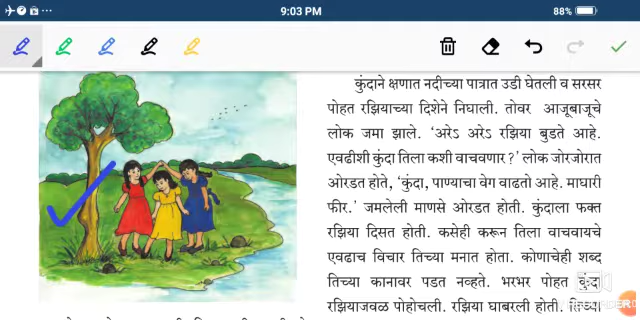 9:03 PM
88%
कुंदाने क्षणात नदीच्या पात्रात उडी घेतली व सरसर
पोहत रझियाच्या दिशेने निघाली. तोवर आजूबाजूचे
लोक जमा झाले. ‘अरेऽ अरेऽ रझिया बुडते आहे.
एवढीशी कुंदा तिला कशी वाचवणार?’ लोक जोरजोरात
ओरडत होते, ‘कुंदा, पाण्याचा वेग वाढतो आहे. माघारी
फीर.’ जमलेली माणसे ओरडत होती. कुंदाला फक्त
रझिया दिसत होती. कसेही करून तिला वाचवायचे
एवढाच विचार तिच्या मनात होता. कोणाचेही शब्द
तिच्या कानावर पडत नव्हते. भरभर पोहत कुंदा
रझियाजवळ पोहोचली. रझिया घाबरली होती. तिच्या